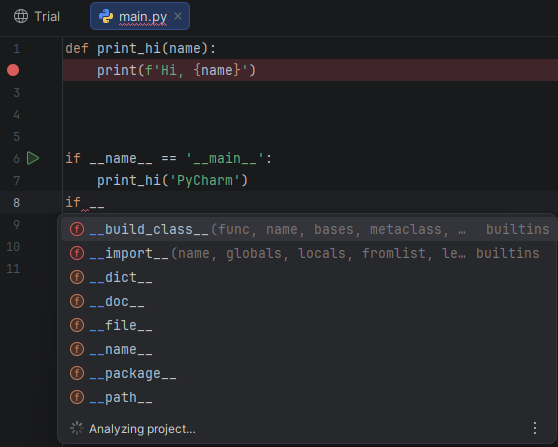 Trial main.py
1 def print_hi(name):
print(f'Hi, {name}')
3
4
5
6 if __name__ == '__main__':
7 print_hi('PyCharm')
8 if __
9
10
11
f __build_class__(func, name, bases, metaclass, … builtins
f __import__(name, globals, locals, fromlist, le… builtins
f __dict__
f __doc__
f __file__
f __name__
f __package__
f __path__
Analyzing project...